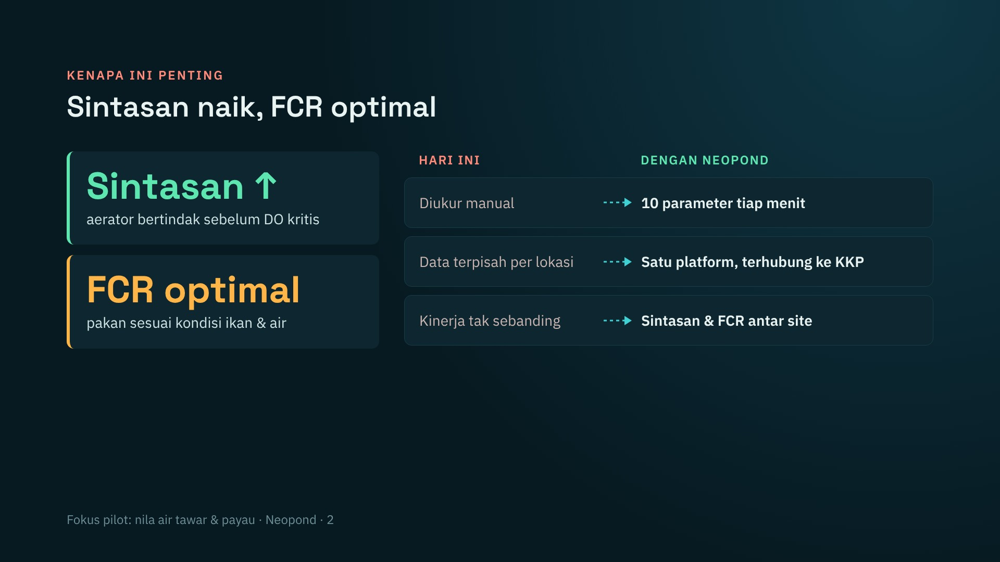 KENAPA INI PENTING
Sintasan naik, FCR optimal
Sintasan ↑
aerator bertindak sebelum DO kritis
FCR optimal
pakan sesuai kondisi ikan & air
HARI INI
DENGAN NEOPOND
Diukur manual
10 parameter tiap menit
Data terpisah per lokasi
Satu platform, terhubung ke KKP
Kinerja tak sebanding
Sintasan & FCR antar site
Fokus pilot: nila air tawar & payau · Neopond · 2